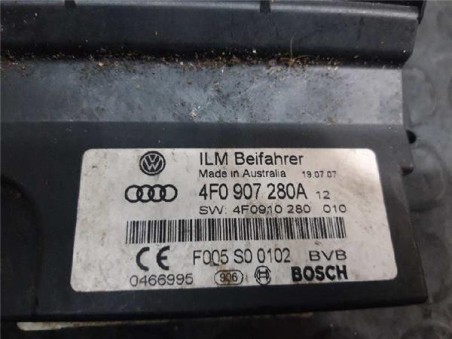 ILM Beifahrer
Made in Australia 19.07.07
4F0 907 280A 12
SW: 4F0910 280 010
CE F005 S0 0102 BVB
0466995 906 BOSCH